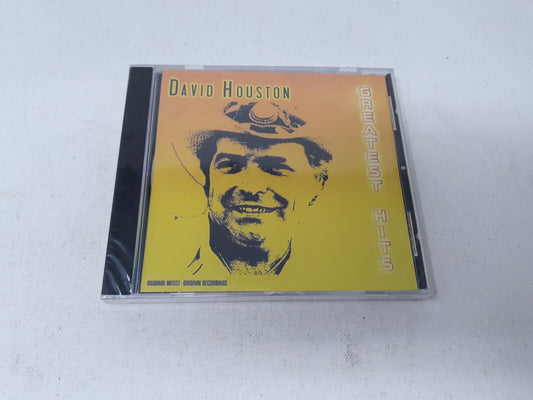 DAVID HOUSTON
GREATEST HITS
ORIGINAL ARTIST - ORIGINAL RECORDINGS